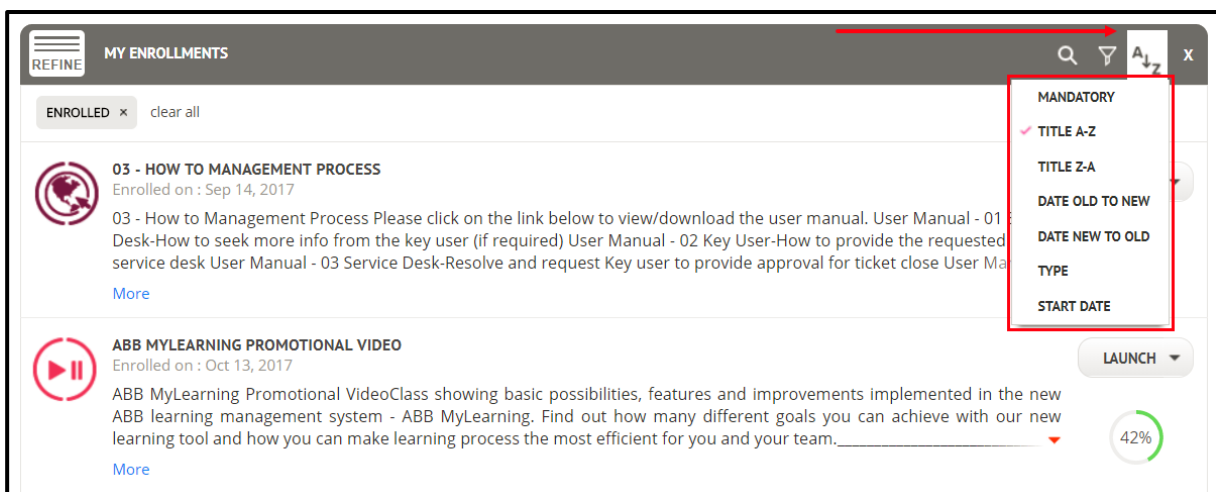 REFINE
MY ENROLLMENTS
A
Z
X
ENROLLED × clear all
MANDATORY
TITLE A-Z
TITLE Z-A
DATE OLD TO NEW
DATE NEW TO OLD
TYPE
START DATE
03 - HOW TO MANAGEMENT PROCESS
Enrolled on : Sep 14, 2017
03 - How to Management Process Please click on the link below to view/download the user manual. User Manual - 01
Desk-How to seek more info from the key user (if required) User Manual - 02 Key User-How to provide the requested
service desk User Manual - 03 Service Desk-Resolve and request Key user to provide approval for ticket close User
More
ABB MYLEARNING PROMOTIONAL VIDEO
Enrolled on : Oct 13, 2017
LAUNCH
ABB MyLearning Promotional VideoClass showing basic possibilities, features and improvements implemented in the new
ABB learning management system - ABB MyLearning. Find out how many different goals you can achieve with our new
learning tool and how you can make learning process the most efficient for you and your team.
42%
More